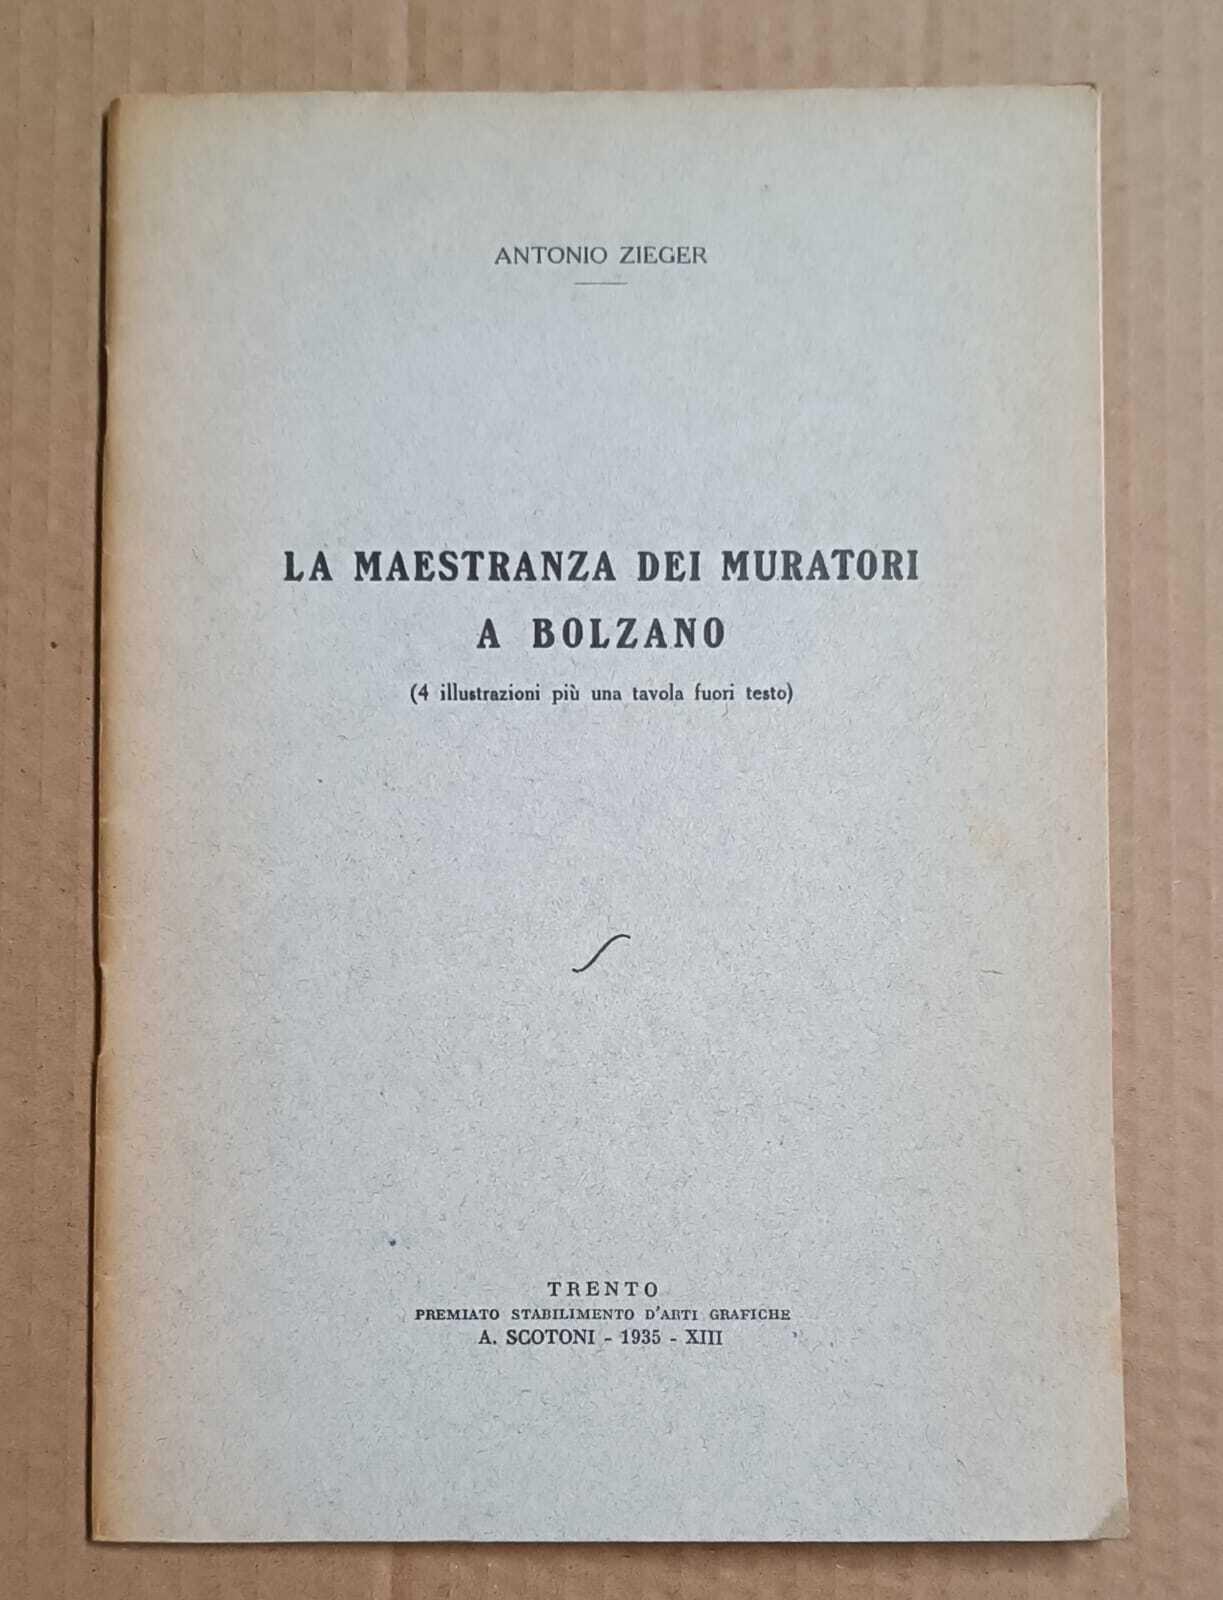 ANTONIO ZIEGER
LA MAESTRANZA DEI MURATORI
A BOLZANO
(4 illustrazioni più una tavola fuori testo)
TRENTO
PREMIATO STABILIMENTO D'ARTI GRAFICHE
A. SCOTONI - 1935 - XIII